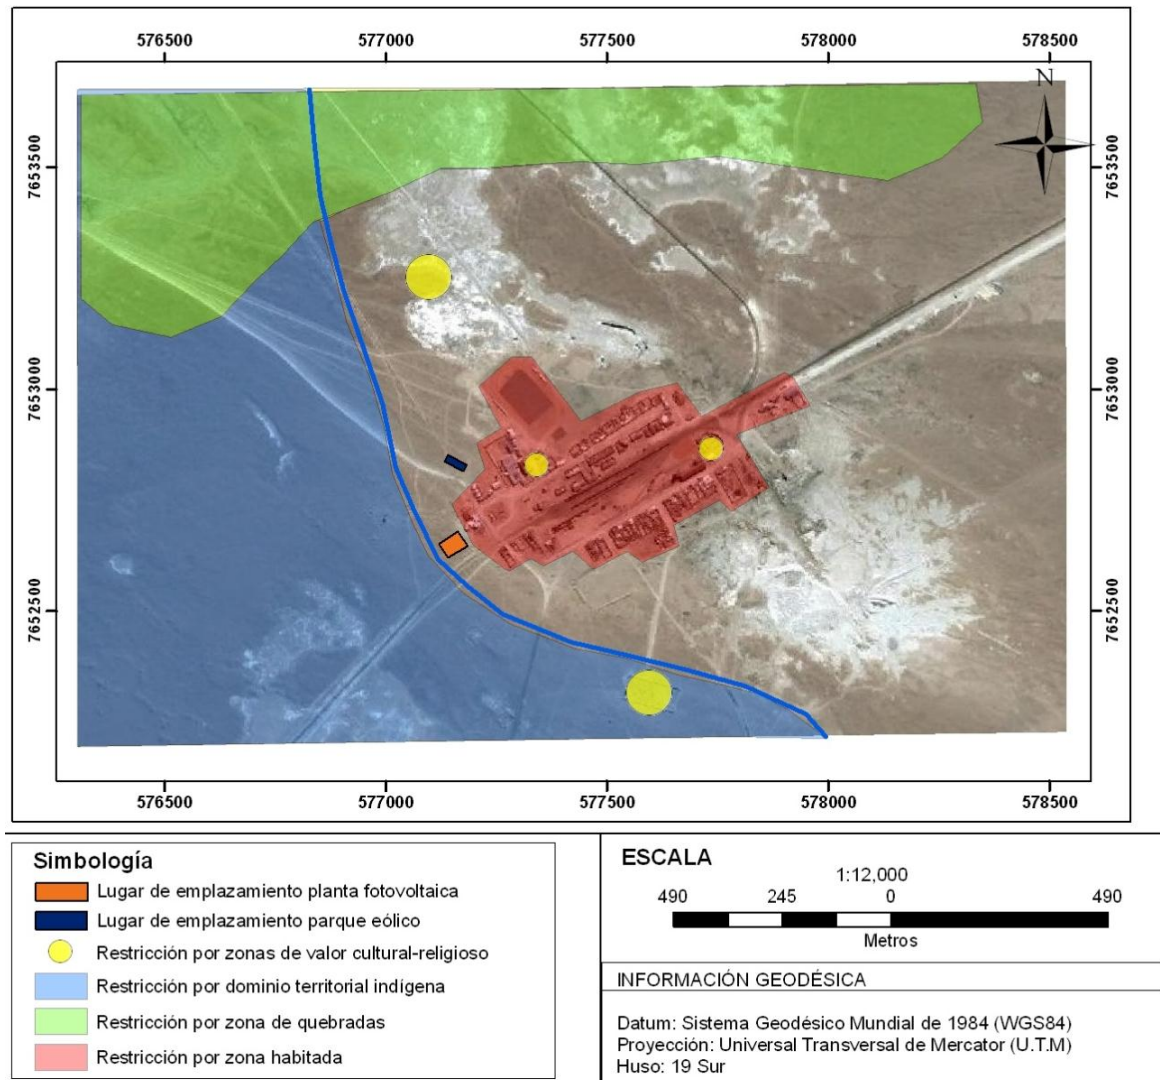 576500 577000 577500 578000 578500
N
7653500 7653500
7653000 7653000
7652500 7652500
576500 577000 577500 578000 578500
Simbología
Lugar de emplazamiento planta fotovoltaica
Lugar de emplazamiento parque eólico
Restricción por zonas de valor cultural-religioso
Restricción por dominio territorial indígena
Restricción por zona de quebradas
Restricción por zona habitada
ESCALA
1:12,000
490 245 0 490
Metros
INFORMACIÓN GEODÉSICA
Datum: Sistema Geodésico Mundial de 1984 (WGS84)
Proyección: Universal Transversal de Mercator (U.T.M)
Huso: 19 Sur